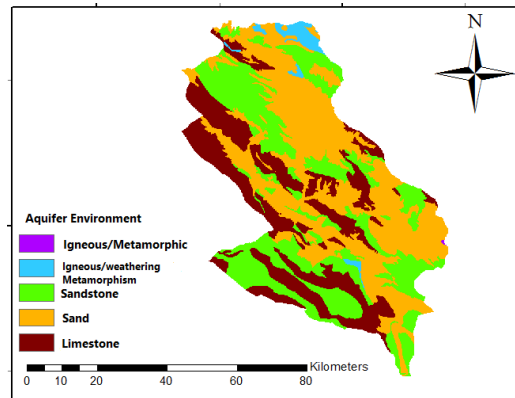 N
Aquifer Environment
Igneous/Metamorphic
Igneous/weathering
Metamorphism
Sandstone
Sand
Limestone
Kilometers
0 10 20 40 60 80